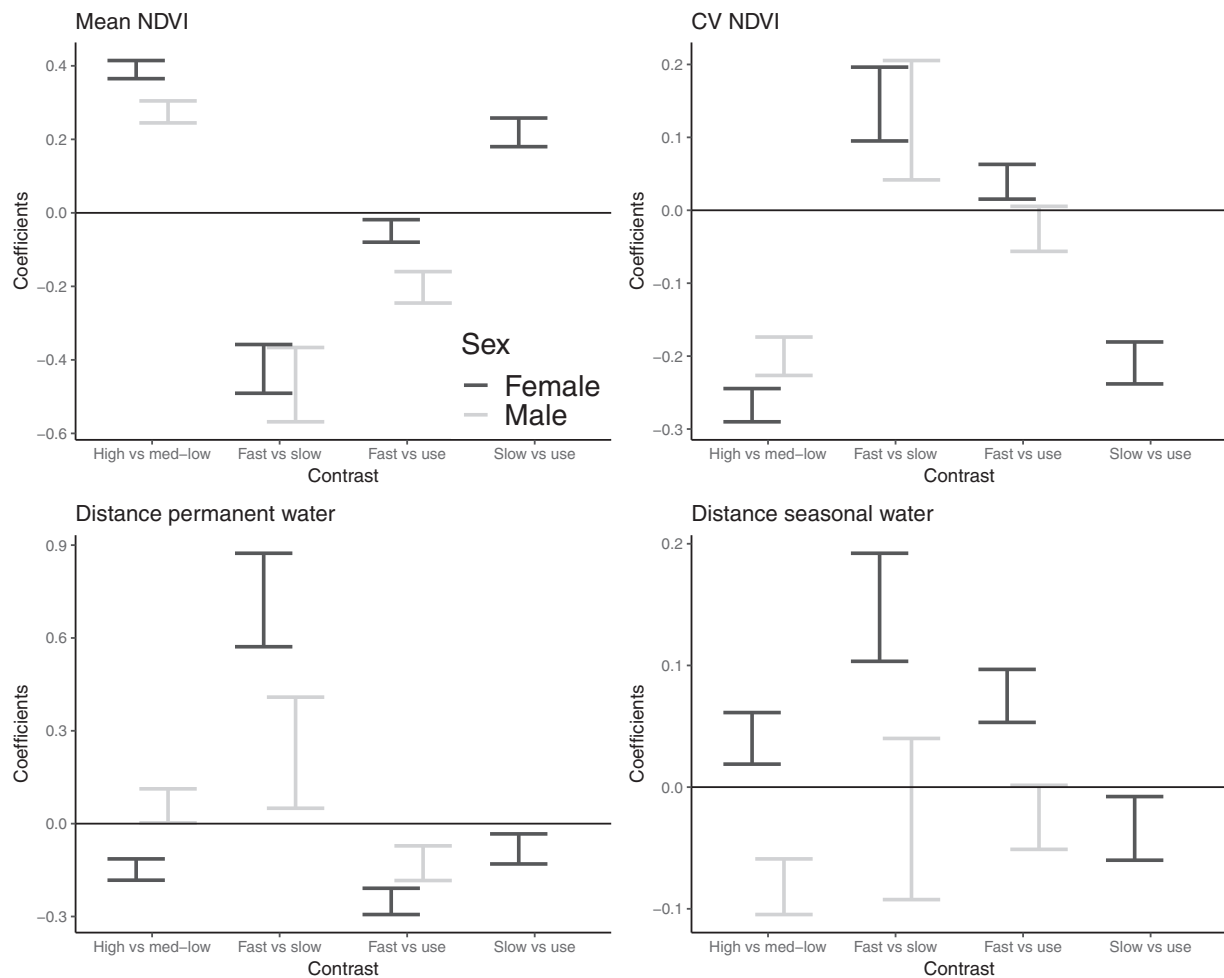 Mean NDVI
0.4
0.2
0.0
−0.2
−0.4
−0.6
Coefficients
High vs med−low
Fast vs slow
Fast vs use
Slow vs use
Contrast
Sex
Female
Male
CV NDVI
0.2
0.1
0.0
−0.1
−0.2
−0.3
Coefficients
High vs med−low
Fast vs slow
Fast vs use
Slow vs use
Contrast
Distance permanent water
0.9
0.6
0.3
0.0
−0.3
Coefficients
High vs med−low
Fast vs slow
Fast vs use
Slow vs use
Contrast
Distance seasonal water
0.2
0.1
0.0
−0.1
Coefficients
High vs med−low
Fast vs slow
Fast vs use
Slow vs use
Contrast